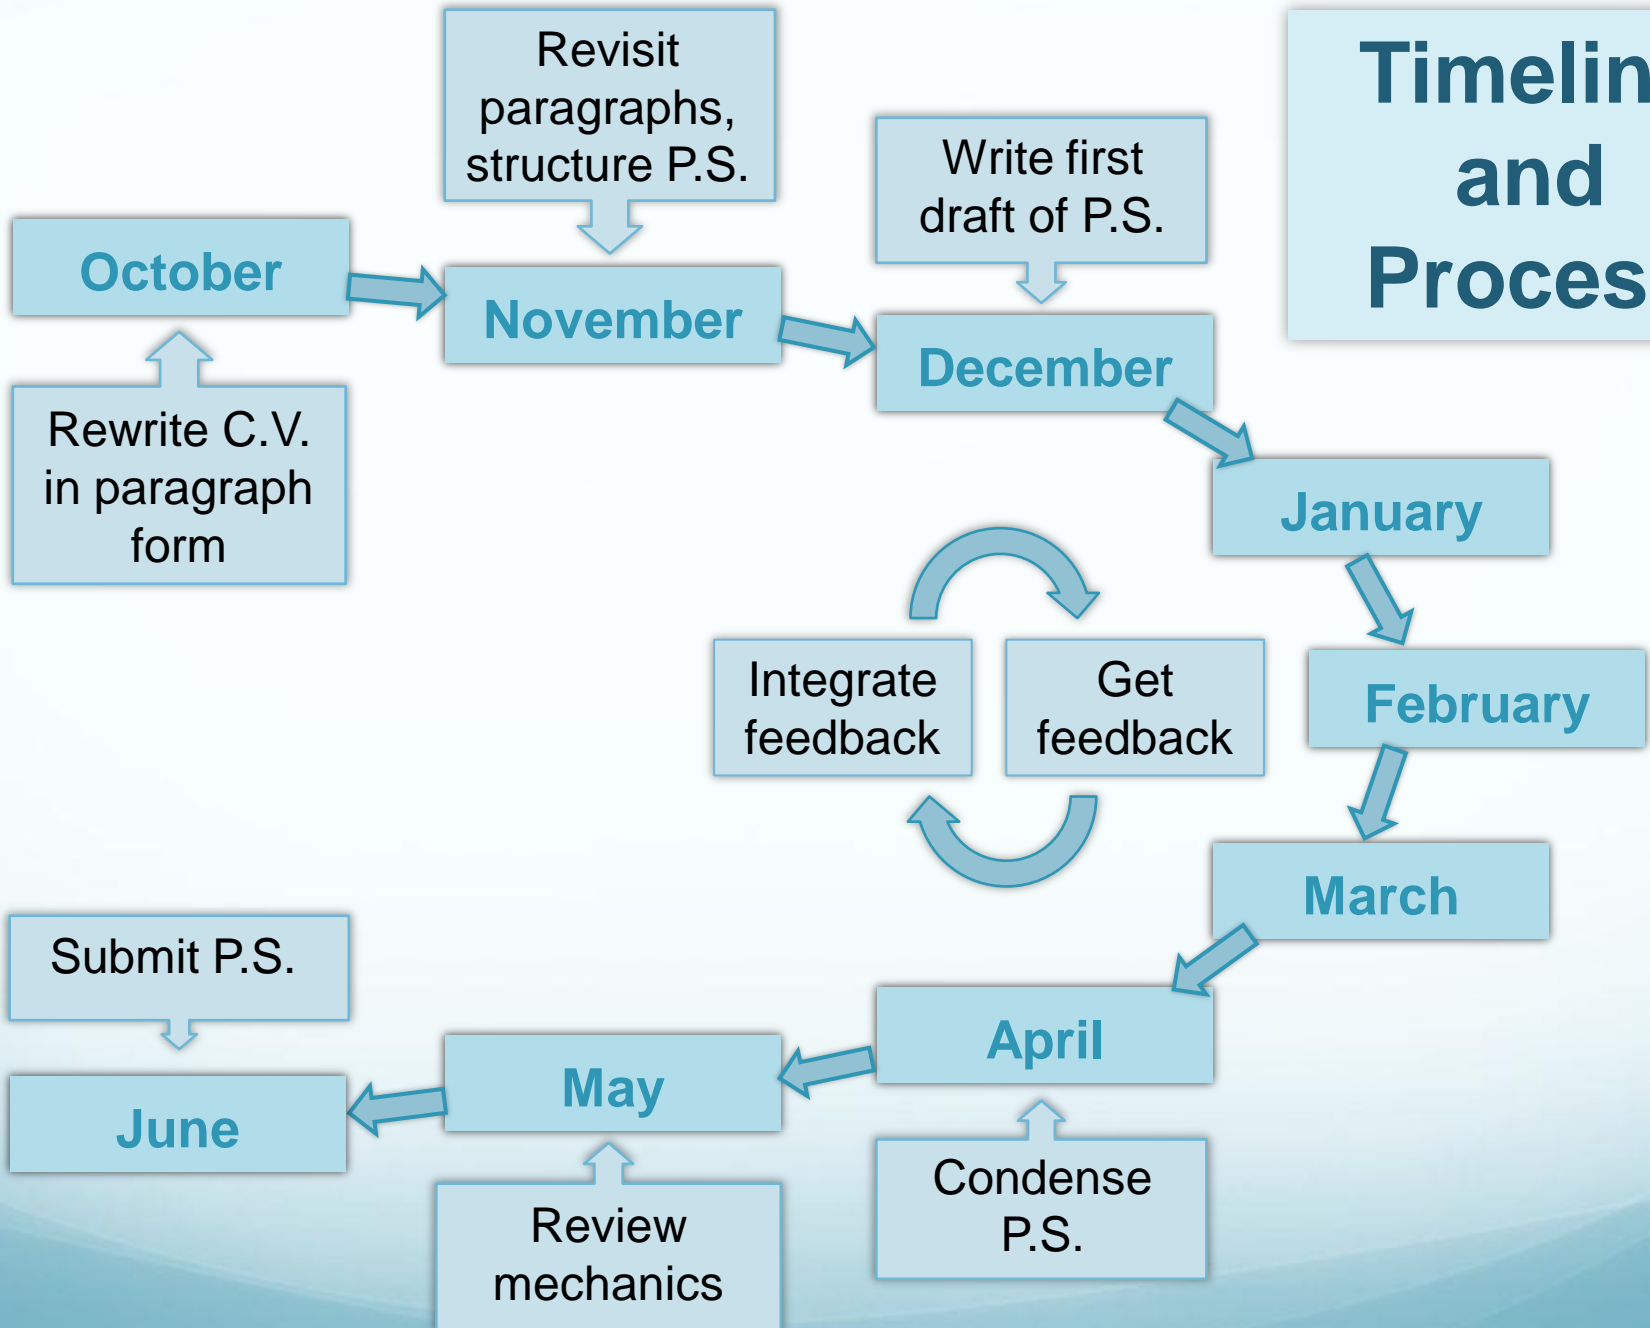 Timelin
and
Proces
October
Rewrite C.V.
in paragraph
form
Revisit
paragraphs,
structure P.S.
November
Write first
draft of P.S.
December
January
February
March
Integrate
feedback
Get
feedback
April
Condense
P.S.
May
Review
mechanics
Submit P.S.
June